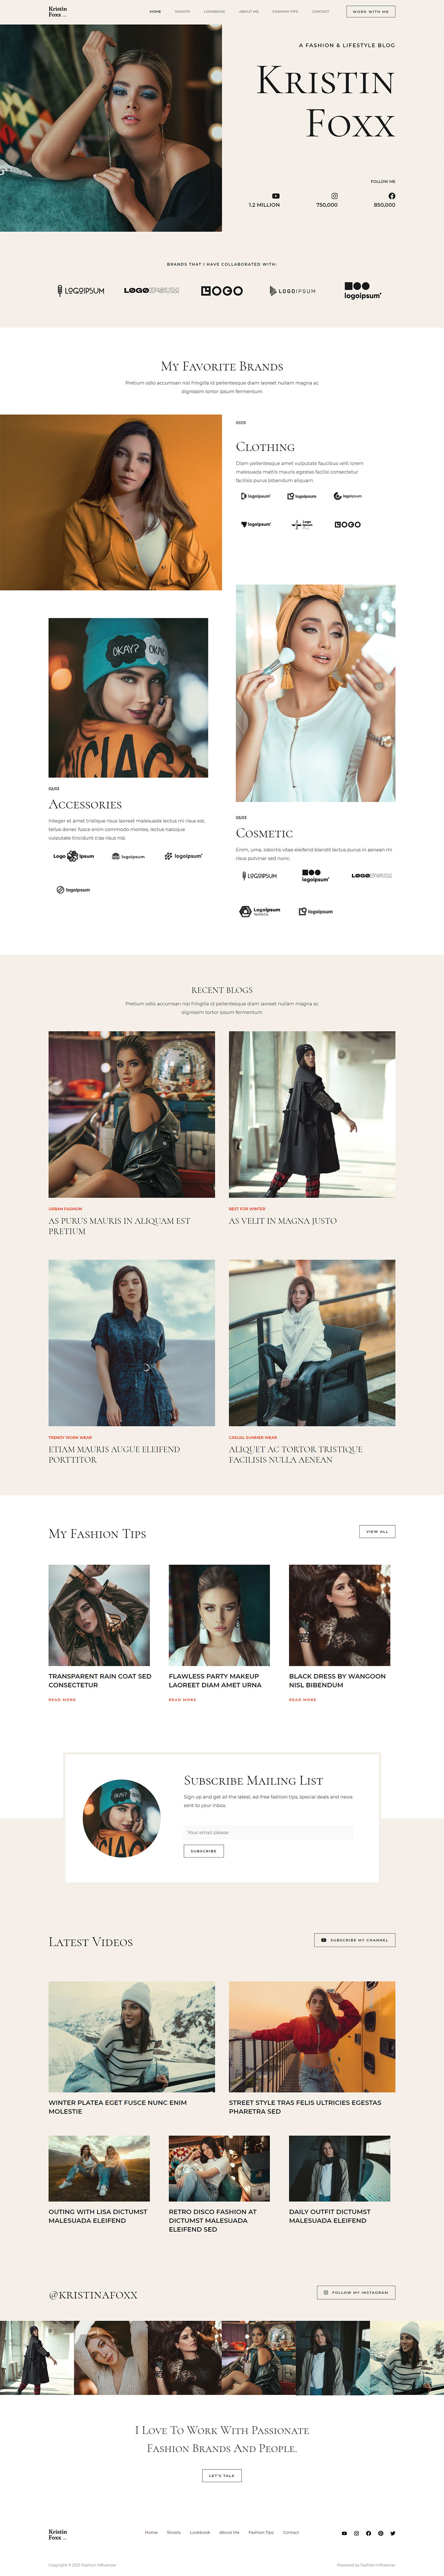 Kristin
Foxx
HOME SHOOTS LOOKBOOK ABOUT ME FASHION TIPS CONTACT WORK WITH ME
A FASHION & LIFESTYLE BLOG
Kristin
Foxx
FOLLOW ME
1.2 MILLION 750,000 850,000
BRANDS THAT I HAVE COLLABORATED WITH:
LOGOIPSUM LOGOIPSUM LOGO LOGOIPSUM logoipsum
My Favorite Brands
Pretium odio accumsan nisi fringilla id pellentesque diam laoreet nullam magna ac
dignissim tortor ipsum fermentum
01/03
Clothing
Diam pellentesque amet vulputate faucibus velit lorem
malesuada mattis mauris egestas facilisi consectetur
facilisis purus bibendum aliquam.
logoipsum logoipsum logoipsum
logoipsum Logo ipsum LOGO
OKAY? OKAY.
02/03
Accessories
Integer et amet tristique risus laoreet malesuada lectus mi risus est,
tellus donec fusce enim commodo montes, lectus natoque
vulputate tincidunt cras risus nisl.
Logo ipsum logoipsum logoipsum
logoipsum
03/03
Cosmetic
Enim, urna, lobortis vitae eleifend blandit lectus purus in aenean mi
risus pulvinar sed nunc.
LOGOIPSUM logoipsum LOGOIPSUM
Logoipsum logoipsum
RECENT BLOGS
Pretium odio accumsan nisi fringilla id pellentesque diam laoreet nullam magna ac
dignissim tortor ipsum fermentum
URBAN FASHION
AS PURUS MAURIS IN ALIQUAM EST
PRETIUM
BEST FOR WINTER
AS VELIT IN MAGNA JUSTO
TRENDY WORK WEAR
ETIAM MAURIS AUGUE ELEIFEND
PORTTITOR
CASUAL SUMMER WEAR
ALIQUET AC TORTOR TRISTIQUE
FACILISIS NULLA AENEAN
My Fashion Tips
VIEW ALL
TRANSPARENT RAIN COAT SED
CONSECTETUR
READ MORE
FLAWLESS PARTY MAKEUP
LAOREET DIAM AMET URNA
READ MORE
BLACK DRESS BY WANGOON
NISL BIBENDUM
READ MORE
Subscribe Mailing List
Sign up and get all the latest, ad-free fashion tips, special deals and news
sent to your inbox.
Your email please
SUBSCRIBE
Latest Videos
SUBSCRIBE MY CHANNEL
WINTER PLATEA EGET FUSCE NUNC ENIM
MOLESTIE
STREET STYLE TRAS FELIS ULTRICIES EGESTAS
PHARETRA SED
OUTING WITH LISA DICTUMST
MALESUADA ELEIFEND
RETRO DISCO FASHION AT
DICTUMST MALESUADA
ELEIFEND SED
DAILY OUTFIT DICTUMST
MALESUADA ELEIFEND
@KRISTINAFOXX
FOLLOW MY INSTAGRAM
I Love To Work With Passionate
Fashion Brands And People.
LET'S TALK
Kristin
Foxx
Home Shoots Lookbook About Me Fashion Tips Contact
Copyright © 2021 Fashion Influencer
Powered by Fashion Influencer